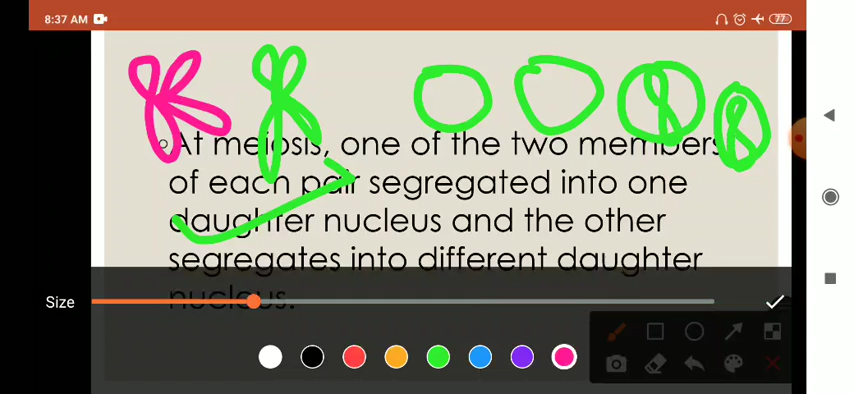 8:37 AM
77
At meiosis, one of the two members
of each pair segregated into one
daughter nucleus and the other
segregates into different daughter
nucleus.
Size